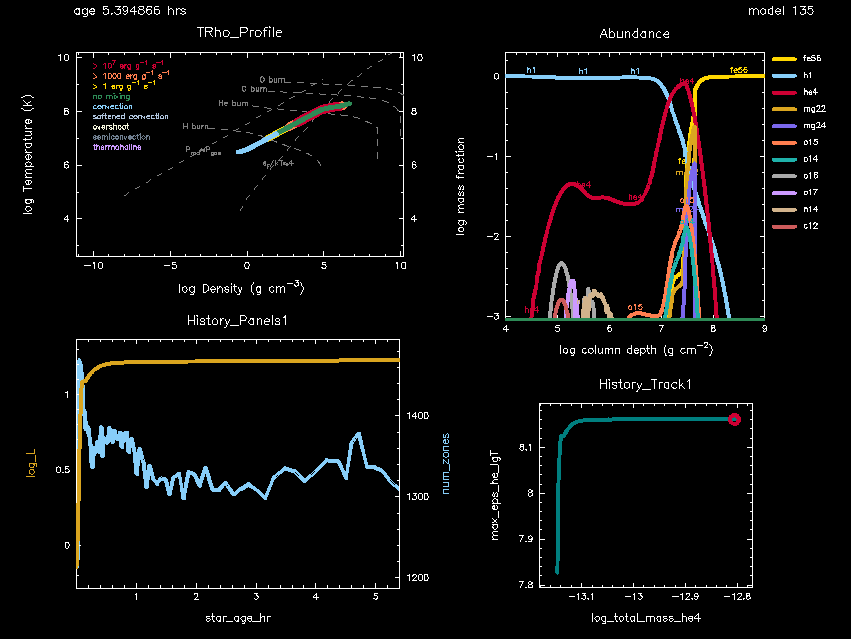 age 5.394866 hrs
model 135
TRho_Profile
10
8
6
4
log Temperature (K)
> 10⁷ erg g⁻¹ s⁻¹
> 1000 erg g⁻¹ s⁻¹
> 1 erg g⁻¹ s⁻¹
no mixing
convection
softened convection
overshoot
semiconvection
thermohaline
O burn
C burn
He burn
H burn
10
8
6
4
−10
−5
0
5
10
log Density (g cm⁻³)
Abundance
0
−1
−2
−3
log mass fraction
h1
h1
h1
he4
fe56
he4
he4
he4
o15
4
5
6
7
8
9
log column depth (g cm⁻²)
fe56
h1
he4
mg22
mg24
o15
o14
o16
o17
n14
c12
History_Panels1
1
0.5
0
log_L
1400
1300
1200
num_zones
1
2
3
4
5
star_age_hr
History_Track1
8.1
8
7.9
7.8
max_eps_he_lgT
−13.1
−13
−12.9
−12.8
log_total_mass_he4